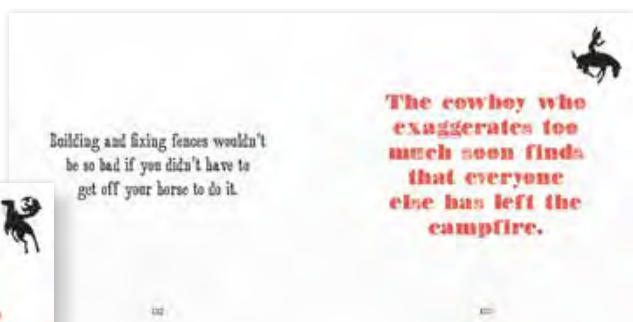 Building and fixing fences wouldn't
be so bad if you didn't have to
get off your horse to do it.
The cowboy who
exaggerates too
much soon finds
that everyone
else has left the
campfire.